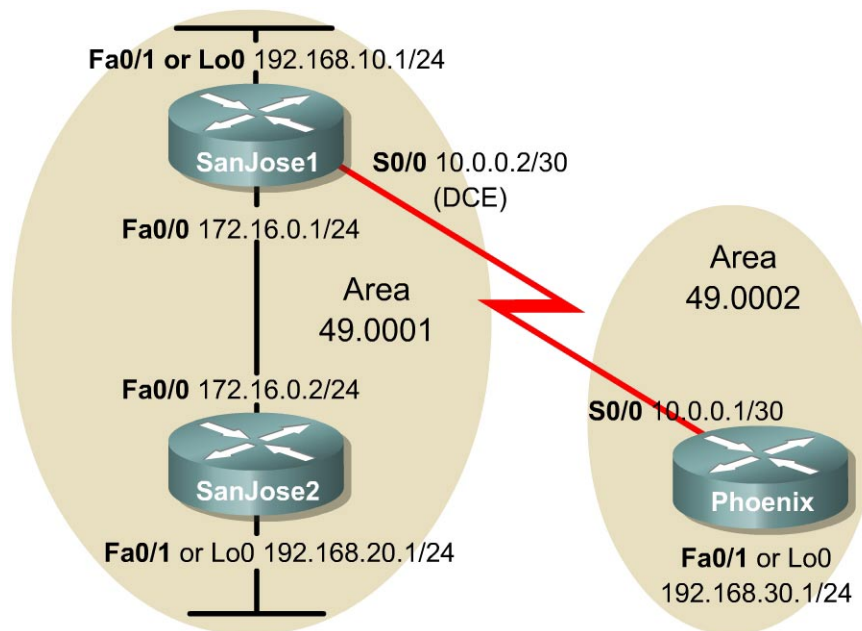 Fa0/1 or Lo0 192.168.10.1/24
SanJose1
S0/0 10.0.0.2/30
(DCE)
Fa0/0 172.16.0.1/24
Area
49.0001
Area
49.0002
Fa0/0 172.16.0.2/24
S0/0 10.0.0.1/30
SanJose2
Phoenix
Fa0/1 or Lo0 192.168.20.1/24
Fa0/1 or Lo0
192.168.30.1/24